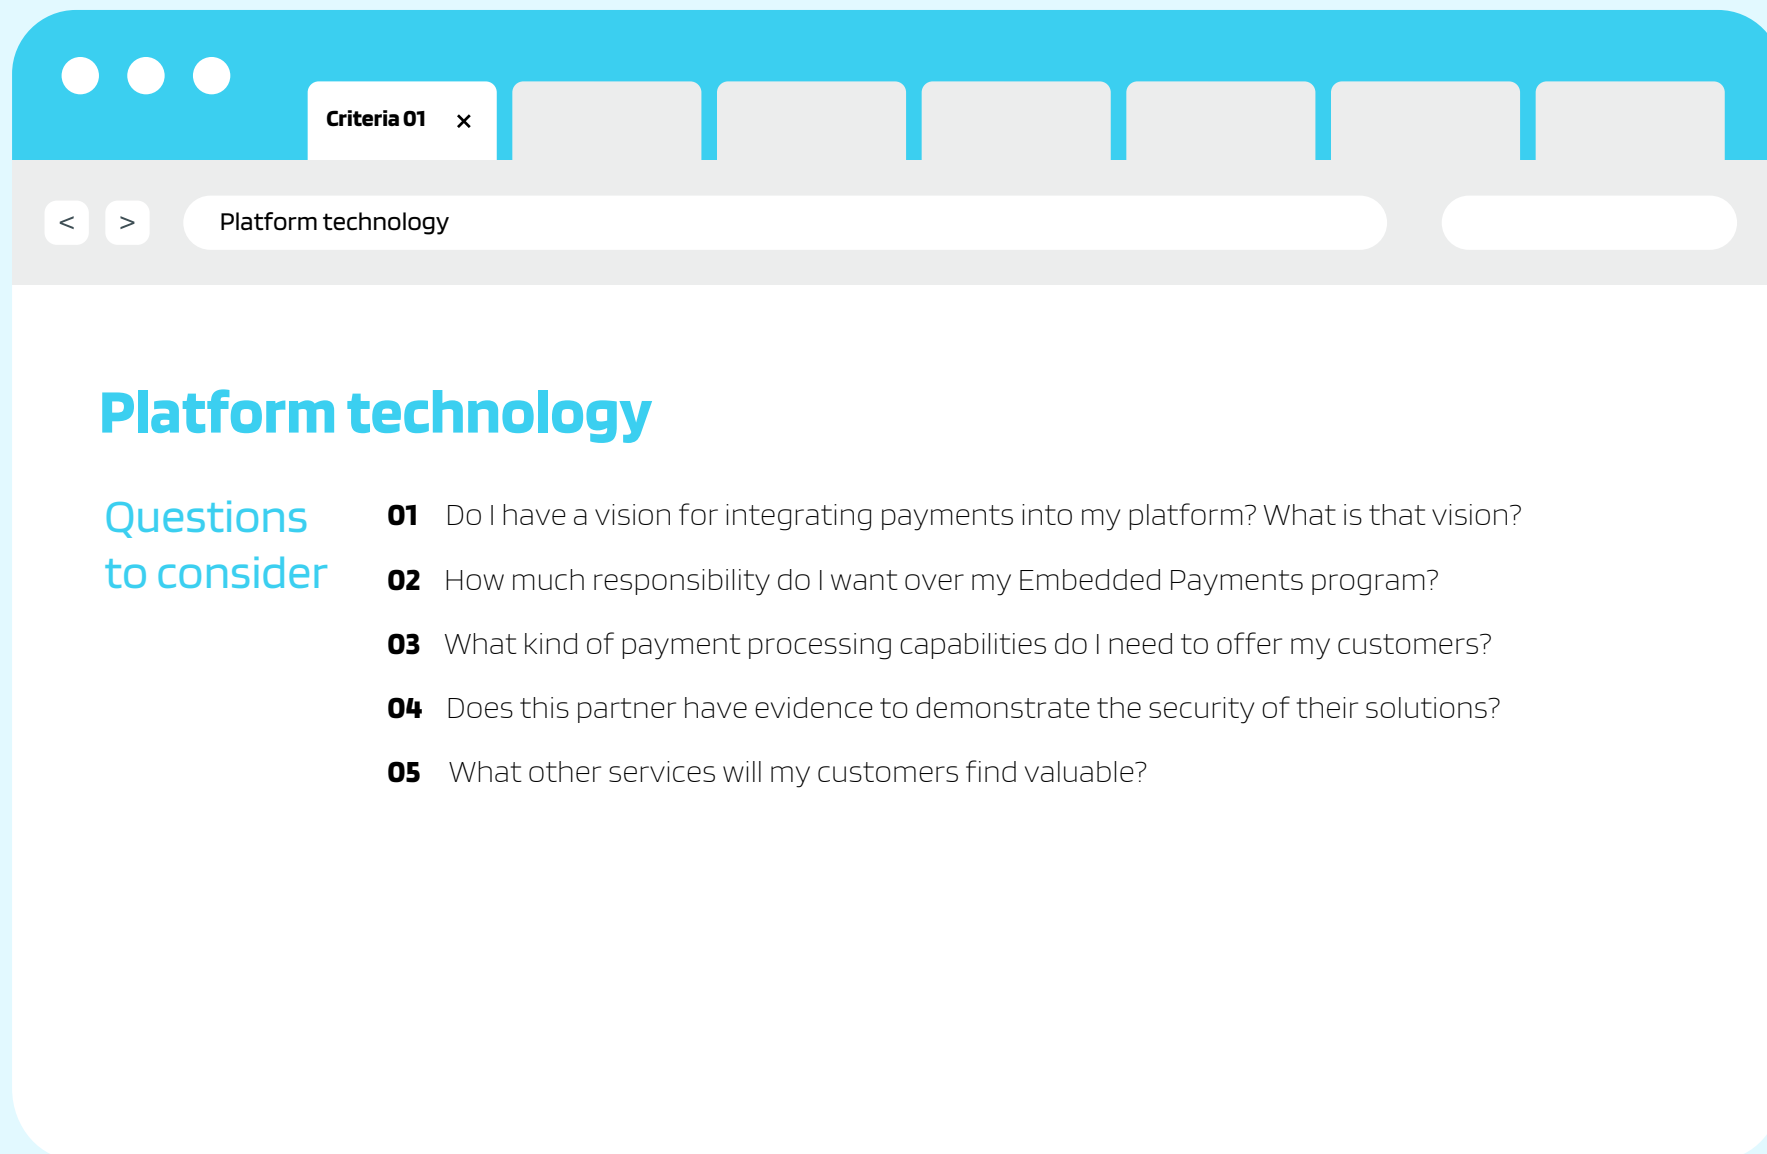 Criteria 01 ×
< > Platform technology
Platform technology
Questions
to consider
01 Do I have a vision for integrating payments into my platform? What is that vision?
02 How much responsibility do I want over my Embedded Payments program?
03 What kind of payment processing capabilities do I need to offer my customers?
04 Does this partner have evidence to demonstrate the security of their solutions?
05 What other services will my customers find valuable?